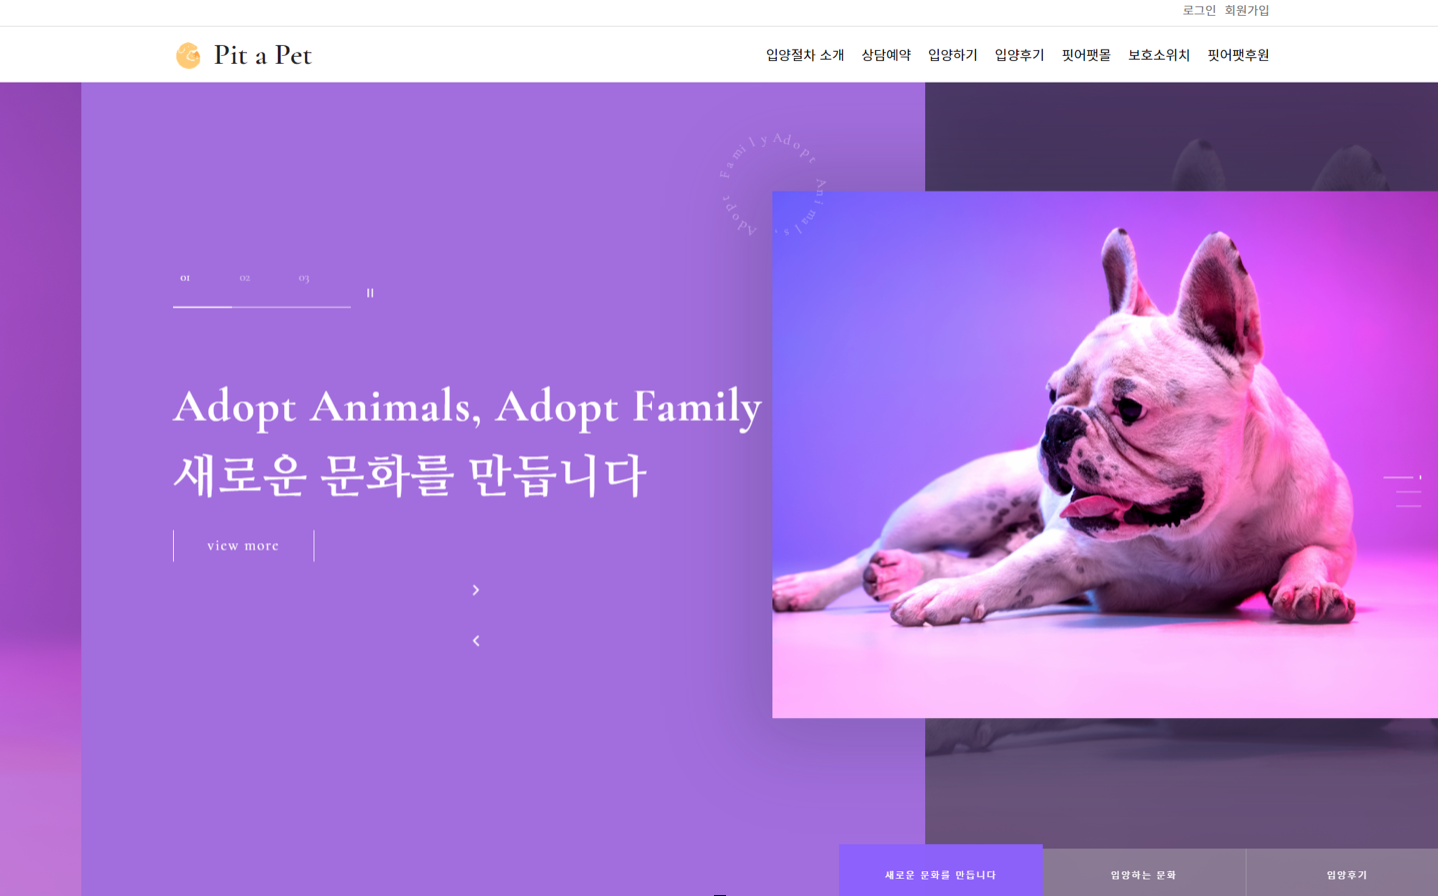 로그인 회원가입
Pit a Pet
입양절차 소개 상담예약 입양하기 입양후기 핏어팻몰 보호소위치 핏어팻후원
Adopt Animals, Adopt Family
01 02 03
Adopt Animals, Adopt Family
새로운 문화를 만듭니다
view more
새로운 문화를 만듭니다 입양하는 문화 입양후기